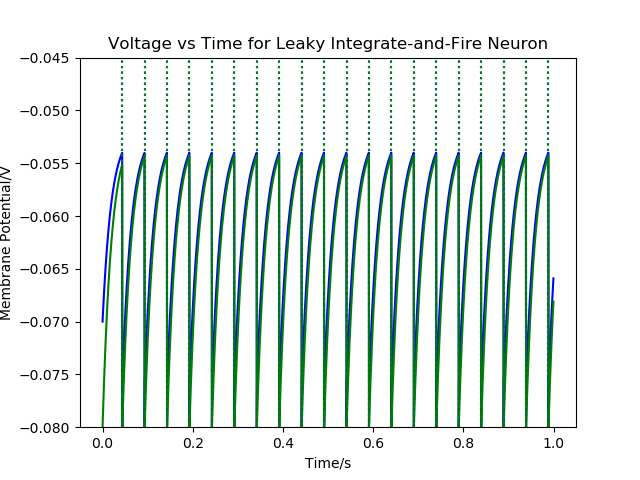 Voltage vs Time for Leaky Integrate-and-Fire Neuron
−0.045
−0.050
−0.055
−0.060
−0.065
−0.070
−0.075
−0.080
Membrane Potential/V
0.0 0.2 0.4 0.6 0.8 1.0
Time/s